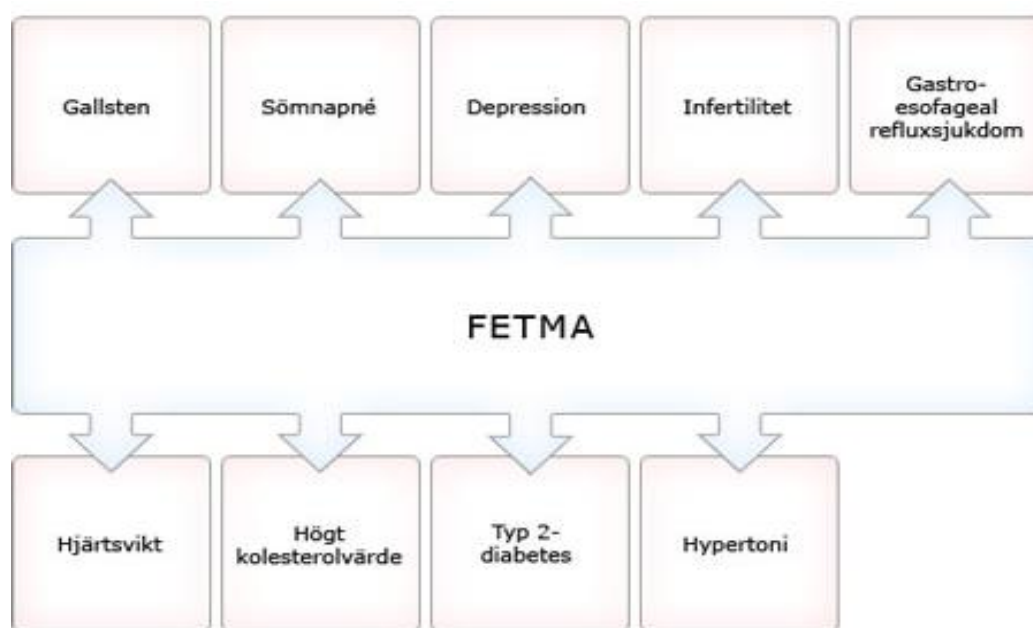 Gallsten
Sömnapné
Depression
Infertilitet
Gastro-
esofageal
refluxsjukdom
FETMA
Hjärtsvikt
Högt
kolesterolvärde
Typ 2-
diabetes
Hypertoni